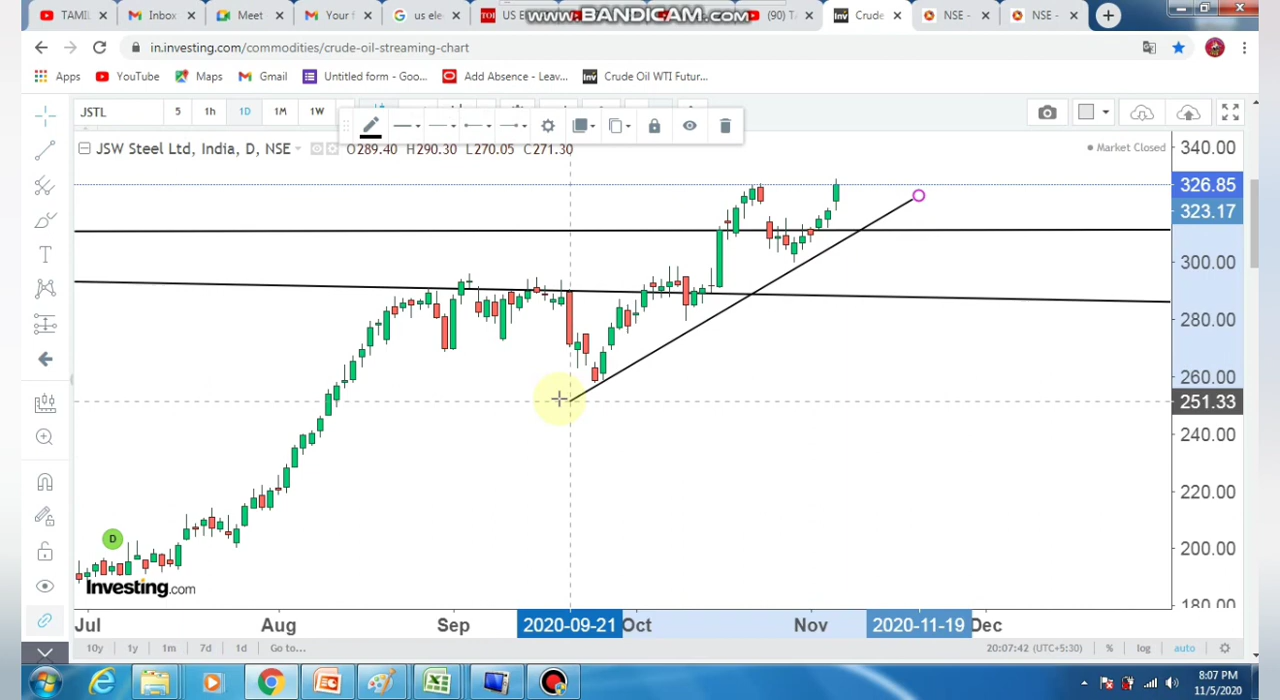 TAMIL
Inbox
Meet
Your f
us ele
US E
www.BANDICAM.com
(90) TA
Crude
NSE -
NSE -
in.investing.com/commodities/crude-oil-streaming-chart
Apps
YouTube
Maps
Gmail
Untitled form - Goo...
Add Absence - Leav...
Crude Oil WTI Futur...
JSTL
5
1h
1D
1M
1W
JSW Steel Ltd, India, D, NSE
O289.40 H290.30 L270.05 C271.30
Market Closed
340.00
326.85
323.17
300.00
280.00
260.00
251.33
240.00
220.00
200.00
180.00
D
Investing.com
Jul
Aug
Sep
2020-09-21
Oct
Nov
2020-11-19
Dec
10y
1y
1m
7d
1d
Go to...
20:07:42 (UTC+5:30)
%
log
auto
8:07 PM
11/5/2020